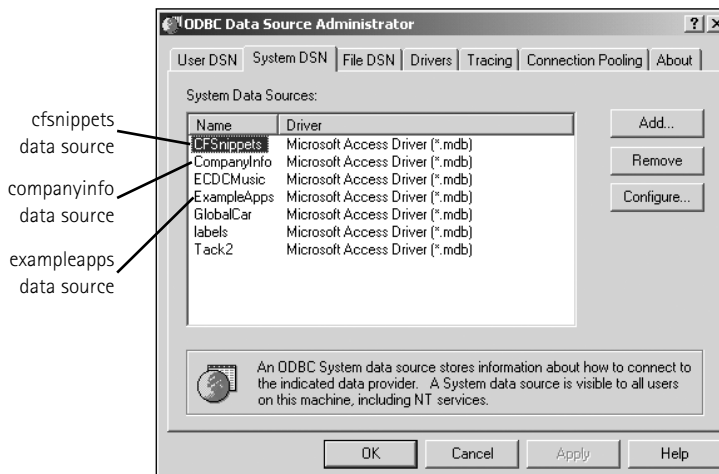 ODBC Data Source Administrator
User DSN System DSN File DSN Drivers Tracing Connection Pooling About
System Data Sources:
Name Driver
CFSnippets Microsoft Access Driver (*.mdb)
CompanyInfo Microsoft Access Driver (*.mdb)
ECDCMusic Microsoft Access Driver (*.mdb)
ExampleApps Microsoft Access Driver (*.mdb)
GlobalCar Microsoft Access Driver (*.mdb)
labels Microsoft Access Driver (*.mdb)
Tack2 Microsoft Access Driver (*.mdb)
Add...
Remove
Configure...
cfsnippets
data source
companyinfo
data source
exampleapps
data source
An ODBC System data source stores information about how to connect to
the indicated data provider. A System data source is visible to all users
on this machine, including NT services.
OK Cancel Apply Help